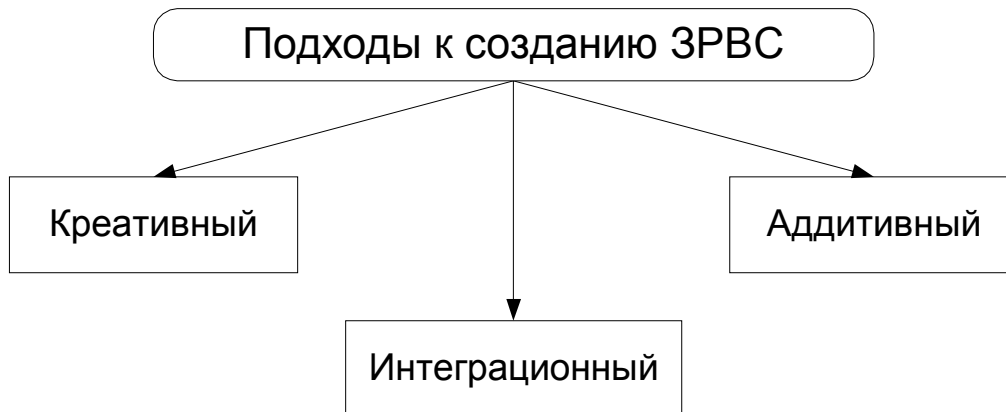 Подходы к созданию ЗРВС
Креативный
Аддитивный
Интеграционный